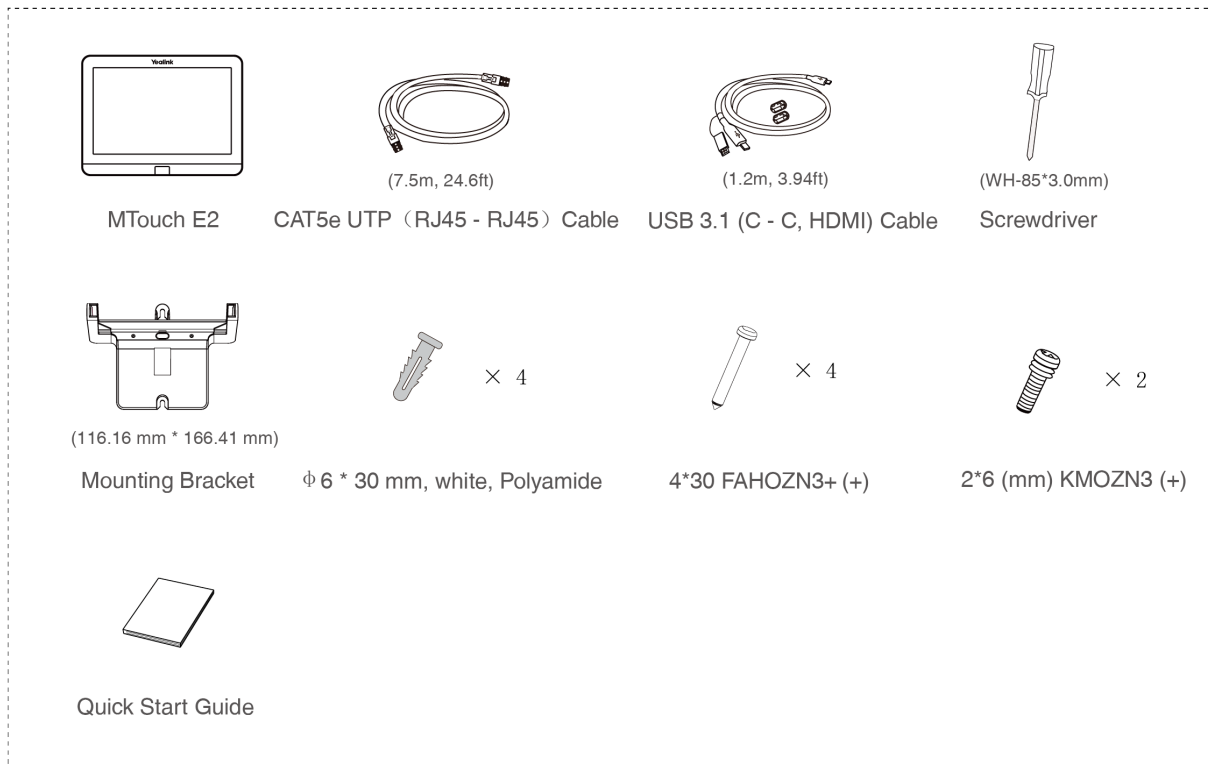 Yealink
(7.5m, 24.6ft)
(1.2m, 3.94ft)
(WH-85*3.0mm)
MTouch E2
CAT5e UTP（RJ45 - RJ45）Cable
USB 3.1 (C - C, HDMI) Cable
Screwdriver
× 4
× 4
× 2
(116.16 mm * 166.41 mm)
Mounting Bracket
ϕ 6 * 30 mm, white, Polyamide
4*30 FAHOZN3+ (+)
2*6 (mm) KMOZN3 (+)
Quick Start Guide